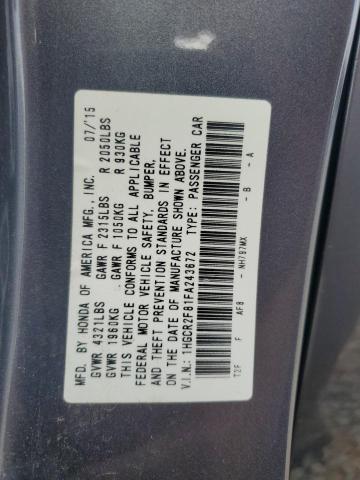 MFD. BY HONDA OF AMERICA MFG., INC. 07/'15
GVWR 4321LBS GAWR F 2315LBS R 2050LBS
GVWR 1960KG GAWR F 1050KG R 930KG
THIS VEHICLE CONFORMS TO ALL APPLICABLE
FEDERAL MOTOR VEHICLE SAFETY, BUMPER,
AND THEFT PREVENTION STANDARDS IN EFFECT
ON THE DATE OF MANUFACTURE SHOWN ABOVE.
V.I.N.: 1HGCR2F81FA243672 TYPE: PASSENGER CAR
T2F F AF8 - NH797MX - B - A